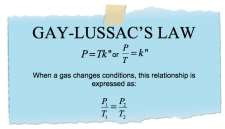 GAY-LUSSAC'S LAW
P = Tk" or P/T = k"
When a gas changes conditions, this relationship is
expressed as:
P₁/T₁ = P₂/T₂